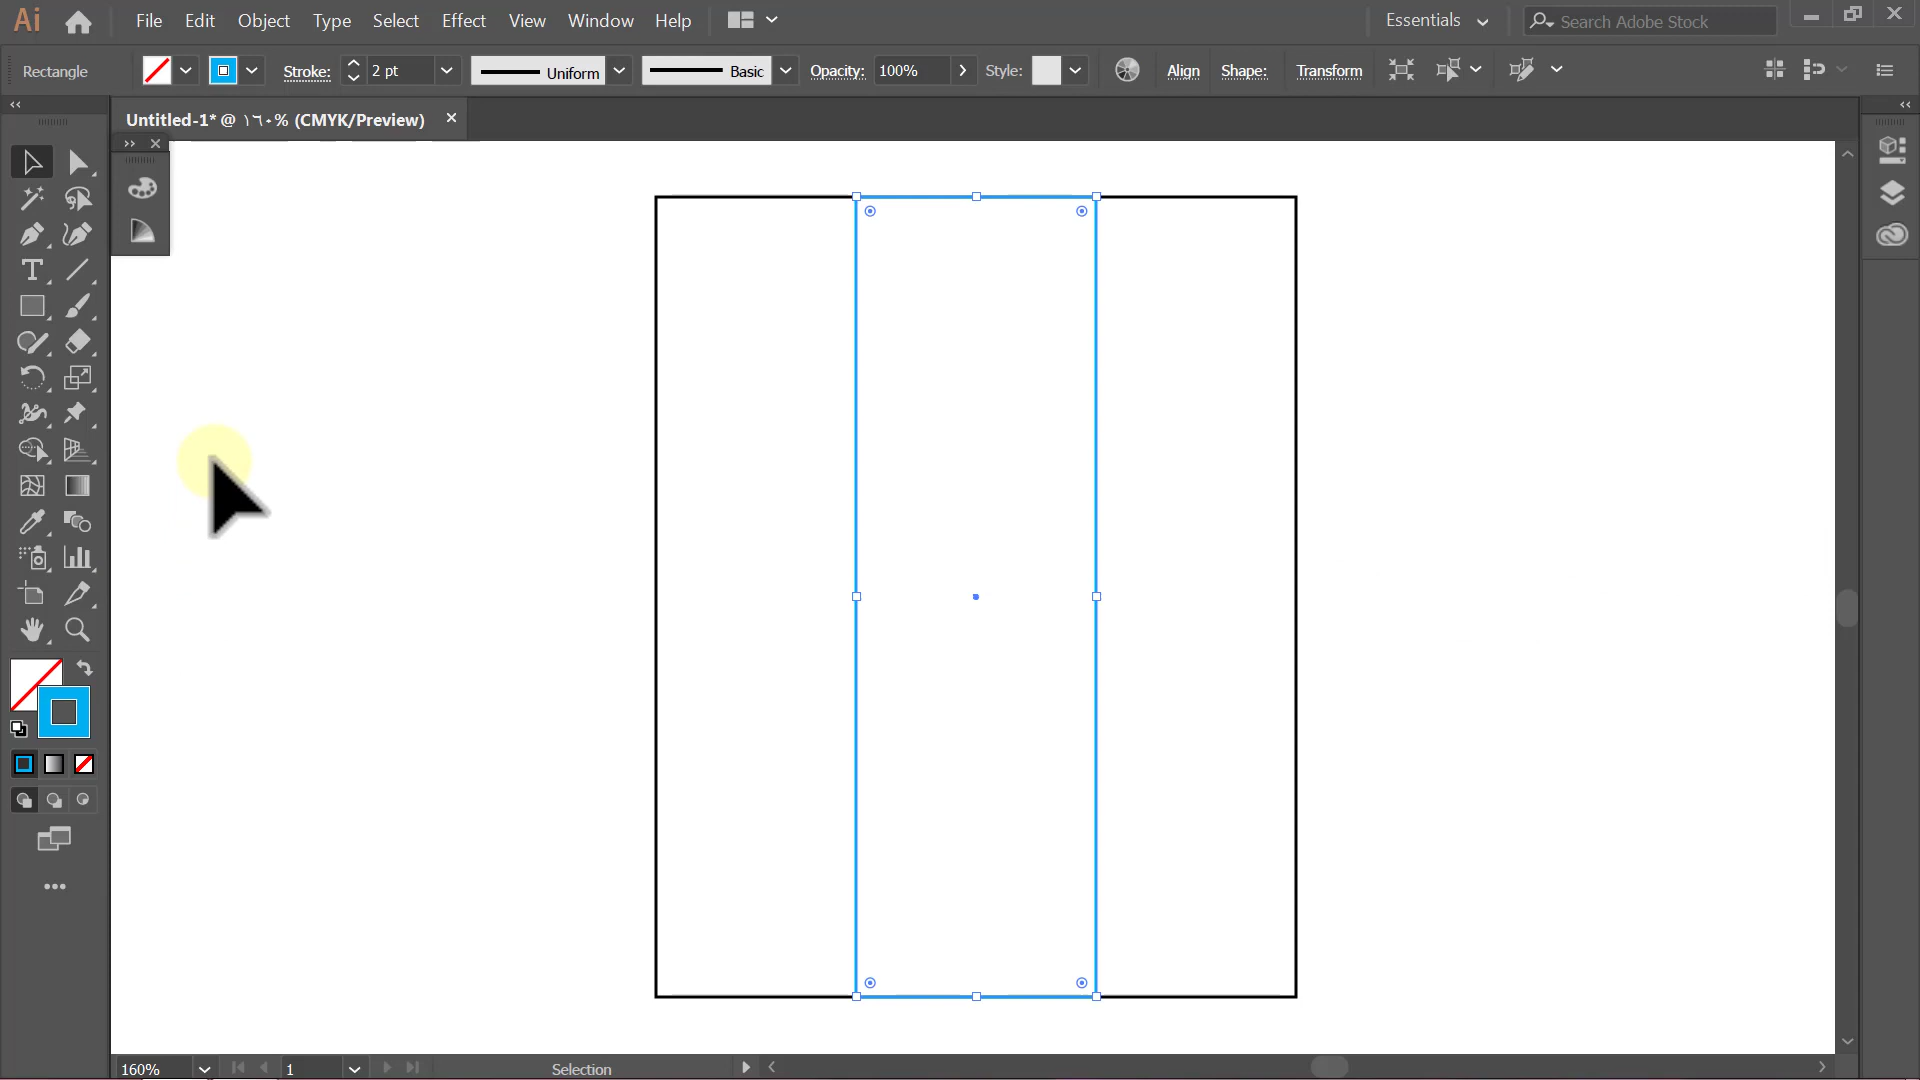 Ai File Edit Object Type Select Effect View Window Help Essentials Search Adobe Stock
Rectangle Stroke: 2 pt Uniform Basic Opacity: 100% Style: Align Shape: Transform
Untitled-1* @ ١٦٠% (CMYK/Preview)
160% 1 Selection